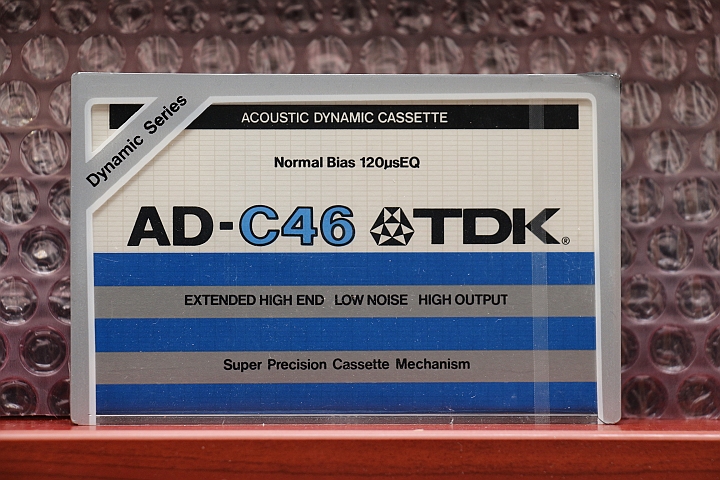 Dynamic Series
ACOUSTIC DYNAMIC CASSETTE
Normal Bias 120µsEQ
AD-C46 TDK®
EXTENDED HIGH END LOW NOISE HIGH OUTPUT
Super Precision Cassette Mechanism